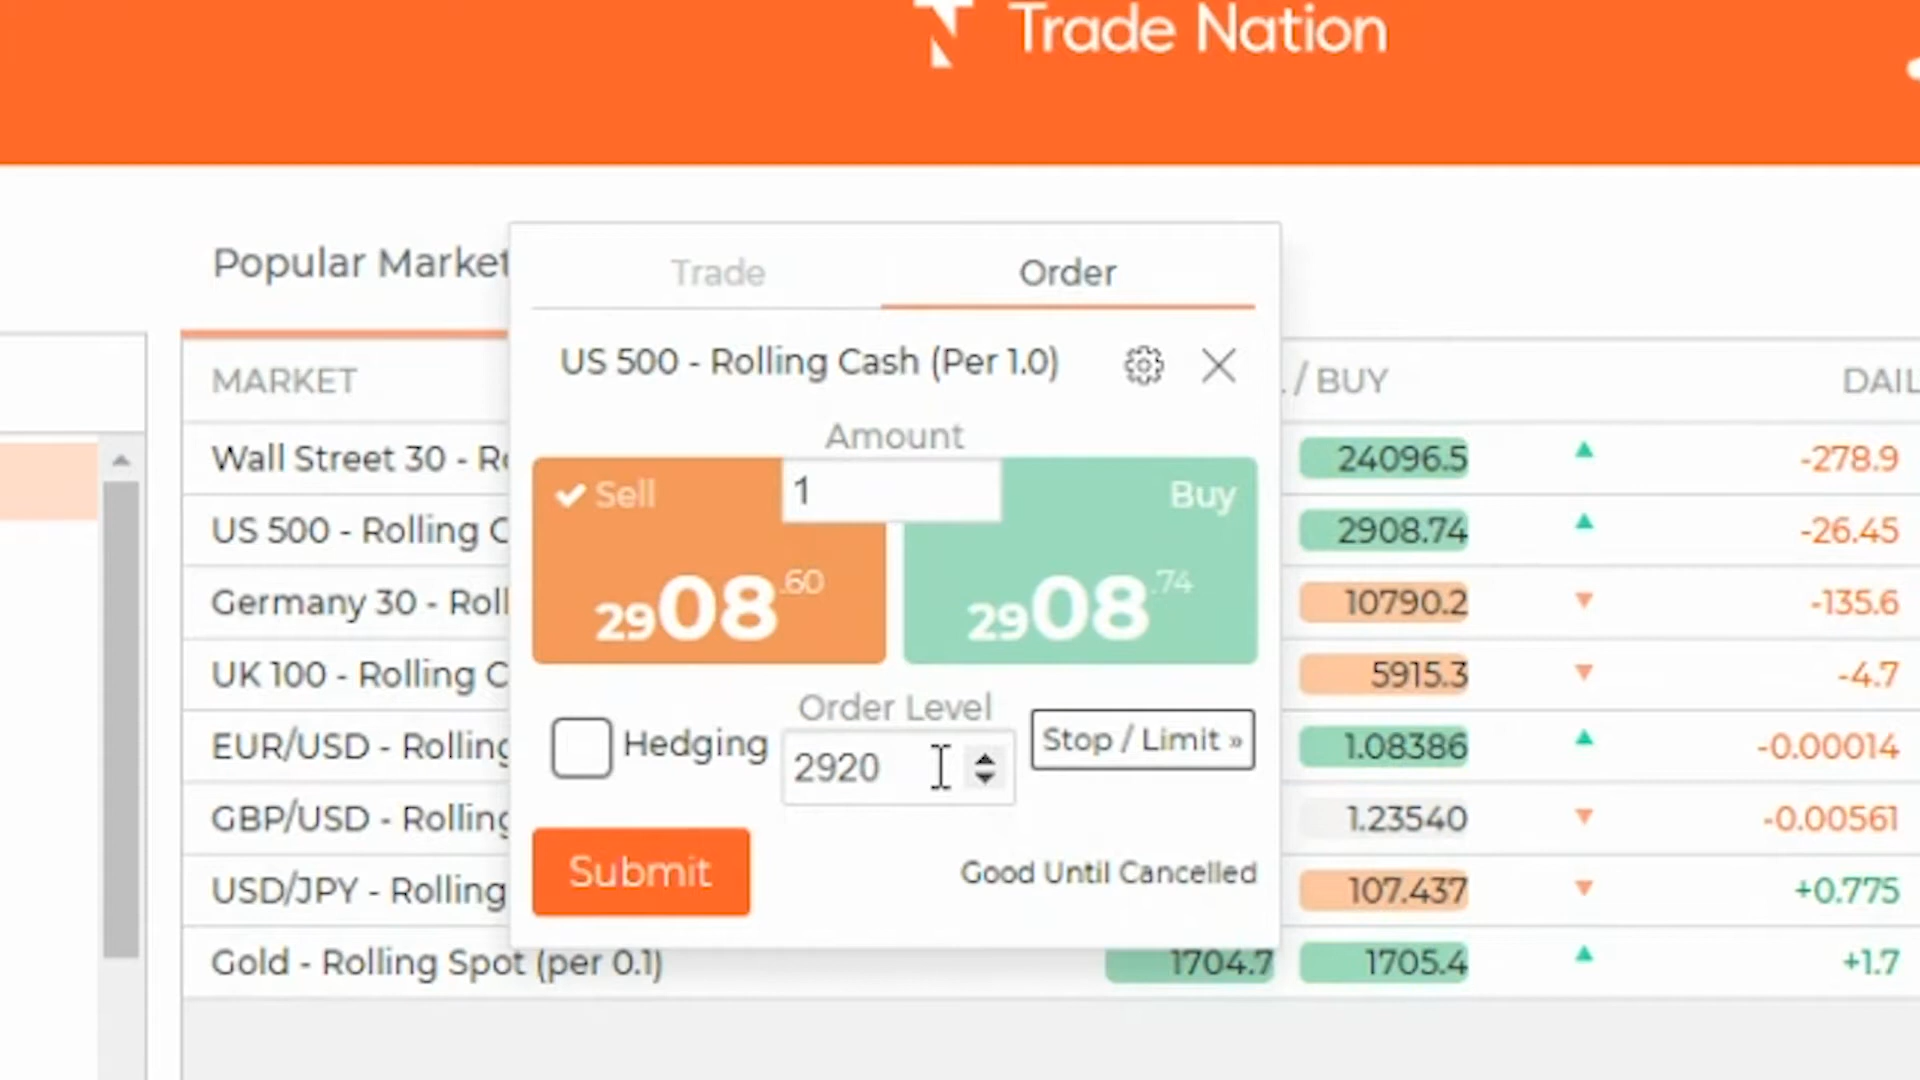 Trade Nation
Popular Market
Trade
Order
US 500 - Rolling Cash (Per 1.0)
Amount
Sell
1
Buy
2908.60
2908.74
Hedging
Order Level
2920
Stop / Limit »
Submit
Good Until Cancelled
MARKET / BUY DAIL
Wall Street 30 - Ro 24096.5 -278.9
US 500 - Rolling C 2908.74 -26.45
Germany 30 - Roll 10790.2 -135.6
UK 100 - Rolling C 5915.3 -4.7
EUR/USD - Rolling 1.08386 -0.00014
GBP/USD - Rolling 1.23540 -0.00561
USD/JPY - Rolling 107.437 +0.775
Gold - Rolling Spot (per 0.1) 1704.7 1705.4 +1.7